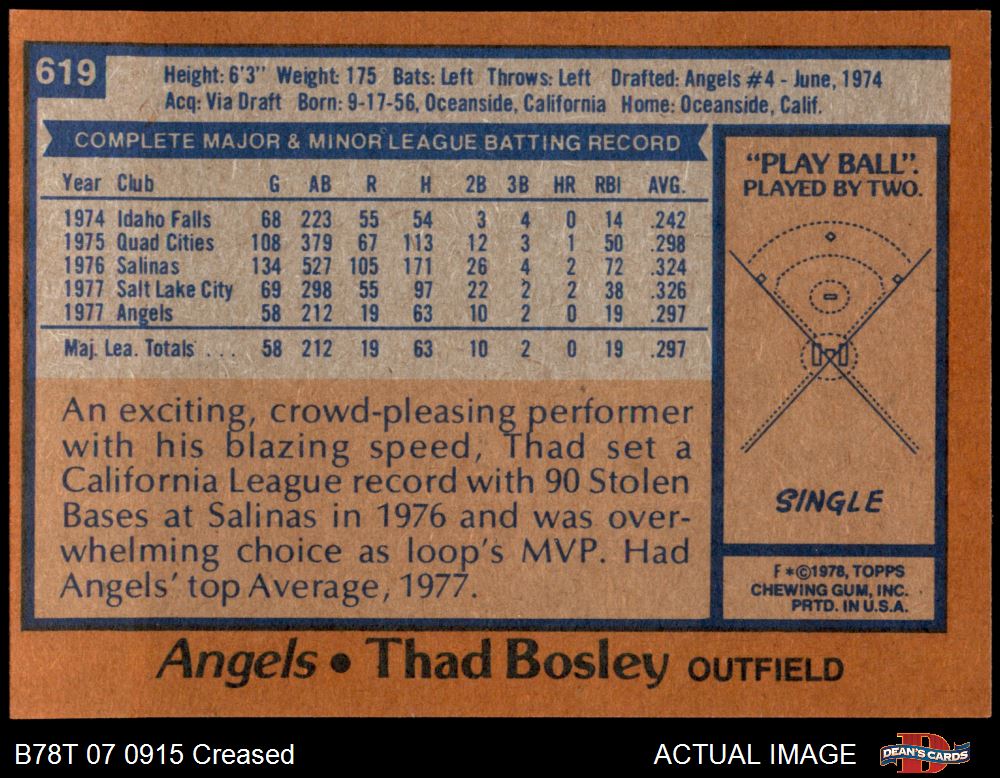 619
Height: 6'3" Weight: 175 Bats: Left Throws: Left Drafted: Angels #4 - June, 1974
Acq: Via Draft Born: 9-17-56, Oceanside, California Home: Oceanside, Calif.
COMPLETE MAJOR & MINOR LEAGUE BATTING RECORD
Year Club G AB R H 2B 3B HR RBI AVG.
1974 Idaho Falls 68 223 55 54 3 4 0 14 .242
1975 Quad Cities 108 379 67 113 12 3 1 50 .298
1976 Salinas 134 527 105 171 26 4 2 72 .324
1977 Salt Lake City 69 298 55 97 22 2 2 38 .326
1977 Angels 58 212 19 63 10 2 0 19 .297
Maj. Lea. Totals . . . 58 212 19 63 10 2 0 19 .297
An exciting, crowd-pleasing performer
with his blazing speed, Thad set a
California League record with 90 Stolen
Bases at Salinas in 1976 and was over-
whelming choice as loop's MVP. Had
Angels' top Average, 1977.
"PLAY BALL".
PLAYED BY TWO.
SINGLE
F*©1978, TOPPS
CHEWING GUM, INC.
PRTD. IN U.S.A.
Angels • Thad Bosley OUTFIELD
B78T 07 0915 Creased
ACTUAL IMAGE
DEAN'S CARDS